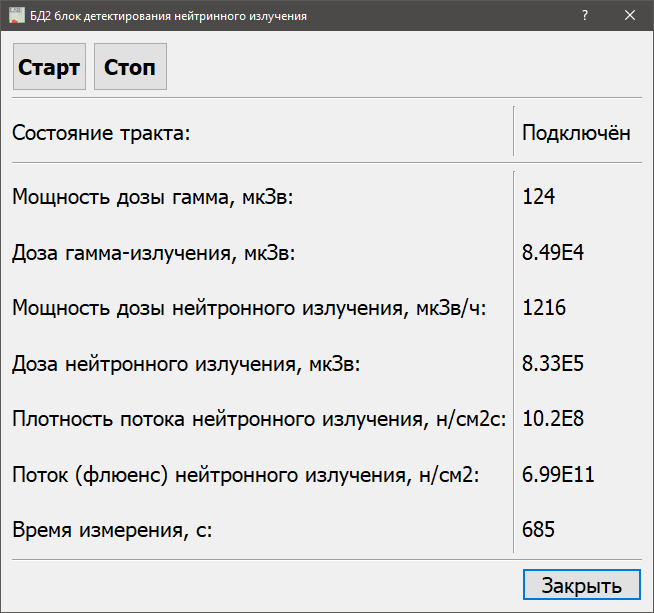 БД2 блок детектирования нейтринного излучения
Старт Стоп
Состояние тракта: Подключён
Мощность дозы гамма, мкЗв: 124
Доза гамма-излучения, мкЗв: 8.49E4
Мощность дозы нейтронного излучения, мкЗв/ч: 1216
Доза нейтронного излучения, мкЗв: 8.33E5
Плотность потока нейтронного излучения, н/см2с: 10.2E8
Поток (флюенс) нейтронного излучения, н/см2: 6.99E11
Время измерения, с: 685
Закрыть